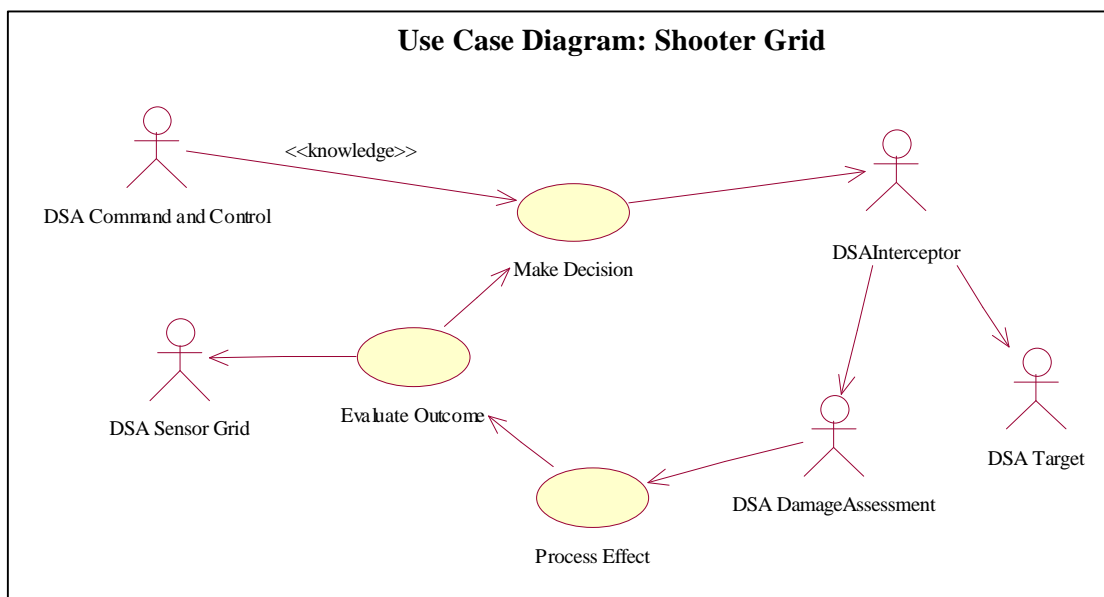 Use Case Diagram: Shooter Grid
<<knowledge>>
DSA Command and Control
DSAInterceptor
Make Decision
DSA Sensor Grid
Evaluate Outcome
DSA Target
DSA DamageAssessment
Process Effect